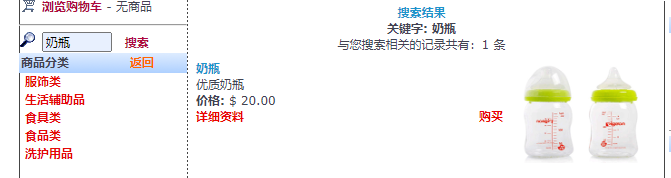 浏览购物车 - 无商品
奶瓶 搜索
商品分类 返回
服饰类
生活辅助品
食具类
食品类
洗护用品
搜索结果
关键字: 奶瓶
与您搜索相关的记录共有: 1 条
奶瓶
优质奶瓶
价格: $ 20.00
详细资料 购买